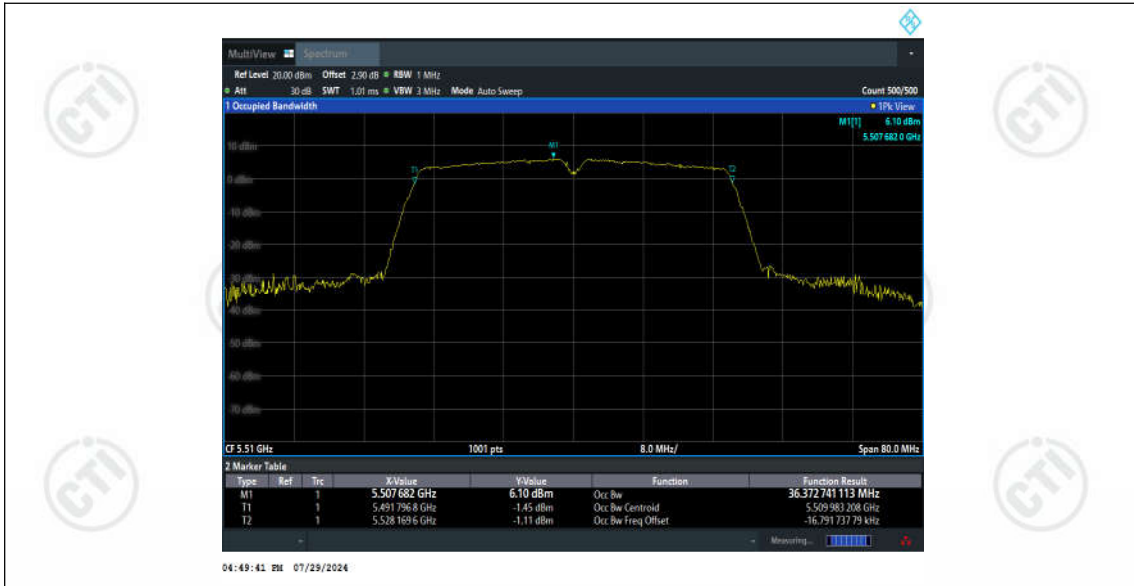 MultiView Spectrum
Ref Level 20.00 dBm Offset 2.90 dB RBW 1 MHz
Att 30 dB SWT 1.01 ms VBW 3 MHz Mode Auto Sweep Count 500/500
1 Occupied Bandwidth 1Pk View
M1[1] 6.10 dBm
5.507 682 0 GHz
M1
10 dBm
T1 T2
0 dBm
-10 dBm
-20 dBm
-30 dBm
-40 dBm
-50 dBm
-60 dBm
-70 dBm
CF 5.51 GHz 1001 pts 8.0 MHz/ Span 80.0 MHz
2 Marker Table
Type Ref Trc X-Value Y-Value Function Function Result
M1 1 5.507 682 GHz 6.10 dBm Occ Bw 36.372 741 113 MHz
T1 1 5.491 796 8 GHz -1.45 dBm Occ Bw Centroid 5.509 983 208 GHz
T2 1 5.528 169 6 GHz -1.11 dBm Occ Bw Freq Offset -16.791 737 79 kHz
Measuring...
04:49:41 PM 07/29/2024
CTI
CTI
CTI
CTI